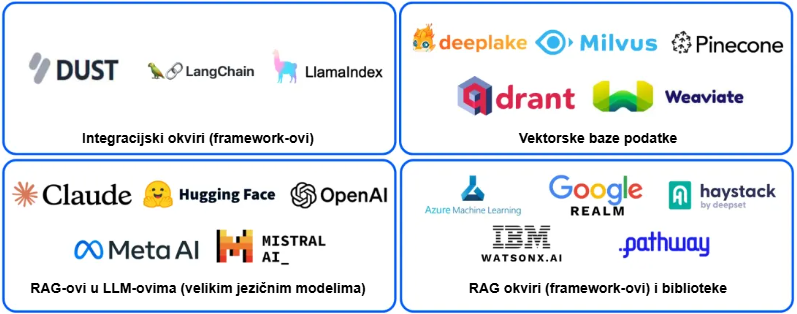 DUST
LangChain
LlamaIndex
Integracijski okviri (framework-ovi)
deeplake
Milvus
Pinecone
qdrant
Weaviate
Vektorske baze podatke
Claude
Hugging Face
OpenAI
Meta AI
MISTRAL
AI_
RAG-ovi u LLM-ovima (velikim jezičnim modelima)
Azure Machine Learning
Google
REALM
haystack
by deepset
IBM
WATSONX.AI
pathway
RAG okviri (framework-ovi) i biblioteke